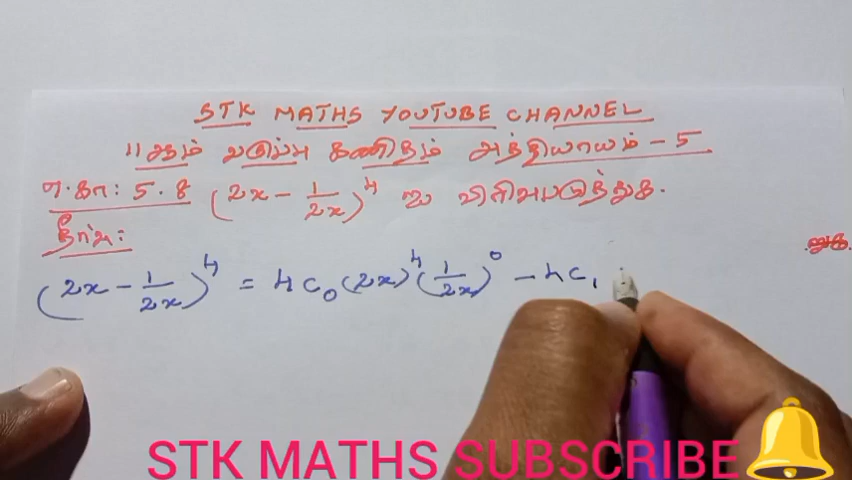 STK MATHS YOUTUBE CHANNEL
11ஆம் வகுப்பு கணிதம் அத்தியாயம் - 5
எ.கா: 5.8 (2x - 1/2x)^4 ஐ விரிவுபடுத்துக.
தீர்வு:
(2x - 1/2x)^4 = 4C₀ (2x)^4 (1/2x)^0 - 4C₁
STK MATHS SUBSCRIBE